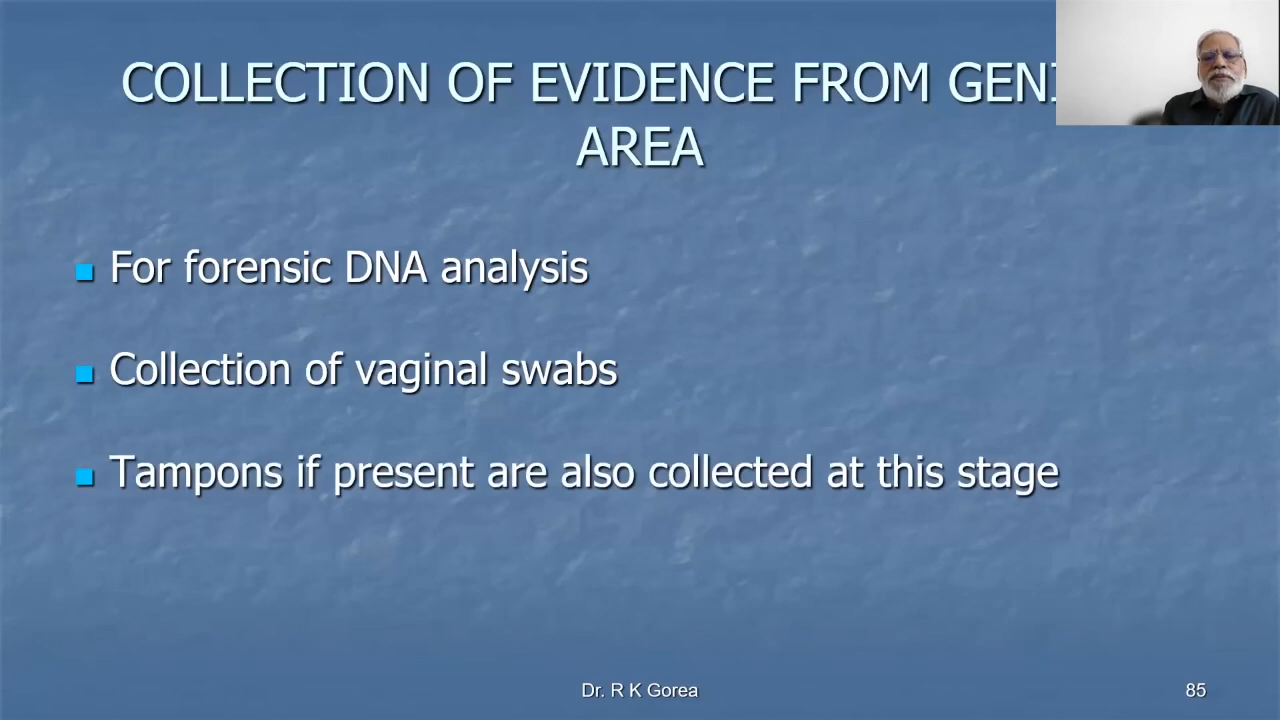 COLLECTION OF EVIDENCE FROM
AREA
For forensic DNA analysis
Collection of vaginal swabs
Tampons if present are also collected at this stage
Dr. R K Gorea
85